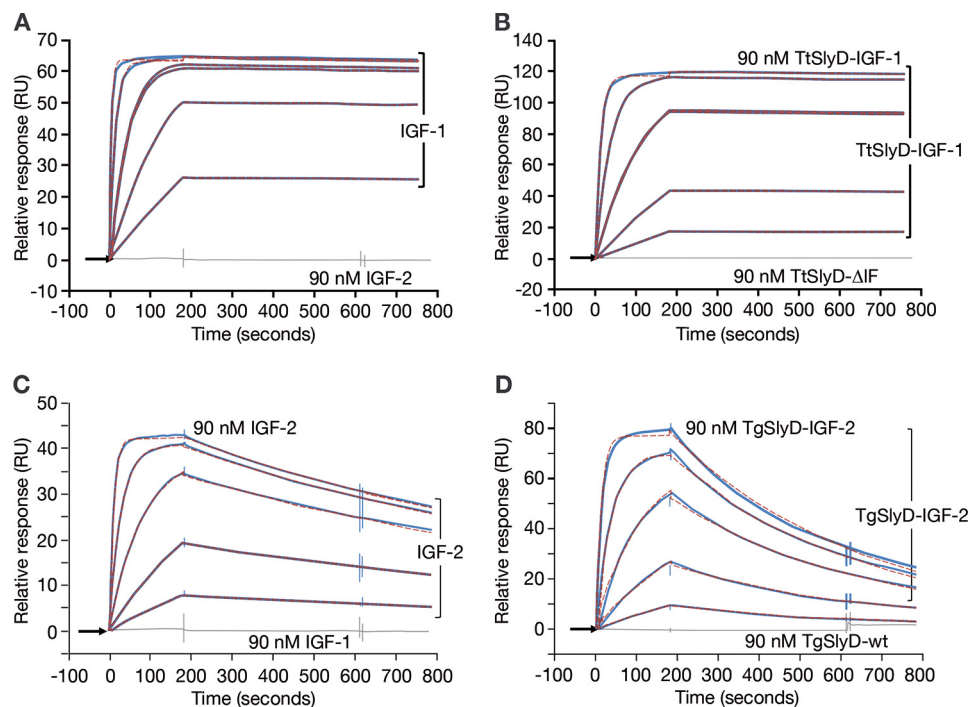 A
70
60
50
40
30
20
10
0
-10
Relative response (RU)
IGF-1
90 nM IGF-2
-100 0 100 200 300 400 500 600 700 800
Time (seconds)
B
140
120
100
80
60
40
20
0
-20
Relative response (RU)
90 nM TtSlyD-IGF-1
TtSlyD-IGF-1
90 nM TtSlyD-ΔIF
-100 0 100 200 300 400 500 600 700 800
Time (seconds)
C
50
40
30
20
10
0
Relative response (RU)
90 nM IGF-2
IGF-2
90 nM IGF-1
-100 0 100 200 300 400 500 600 700 800
Time (seconds)
D
80
60
40
20
0
Relative response (RU)
90 nM TgSlyD-IGF-2
TgSlyD-IGF-2
90 nM TgSlyD-wt
-100 0 100 200 300 400 500 600 700 800
Time (seconds)